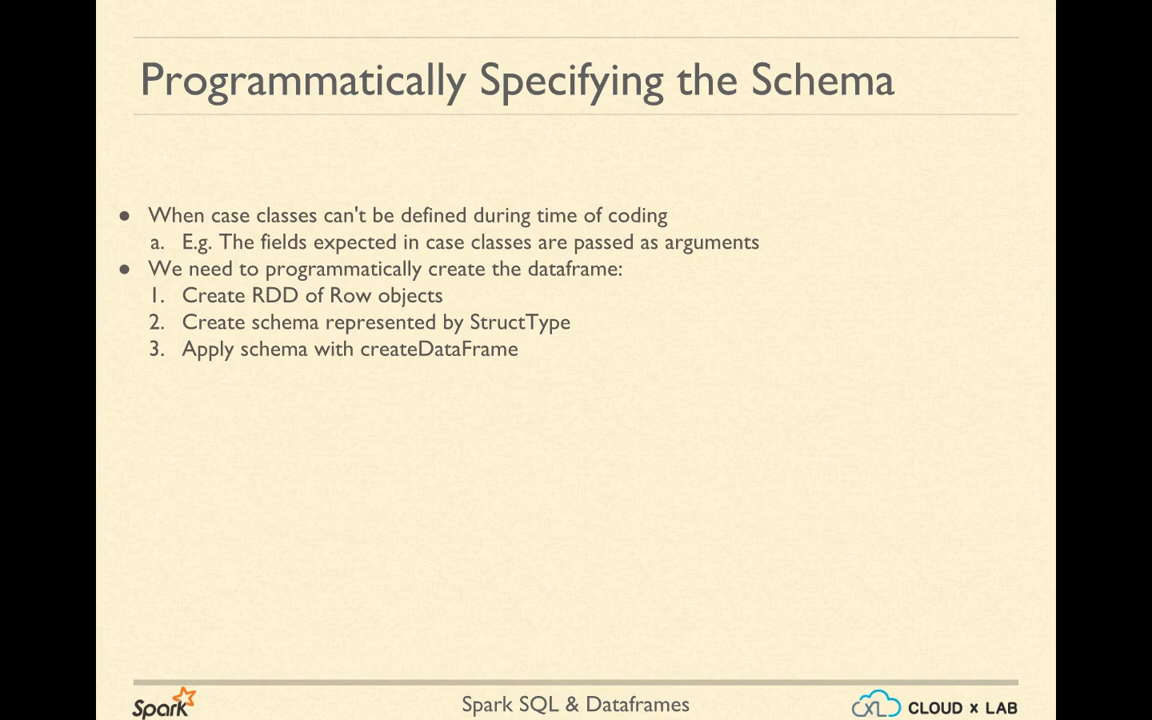 Programmatically Specifying the Schema
● When case classes can't be defined during time of coding
a. E.g. The fields expected in case classes are passed as arguments
● We need to programmatically create the dataframe:
1. Create RDD of Row objects
2. Create schema represented by StructType
3. Apply schema with createDataFrame
Spark Spark SQL & Dataframes CXL CLOUD x LAB